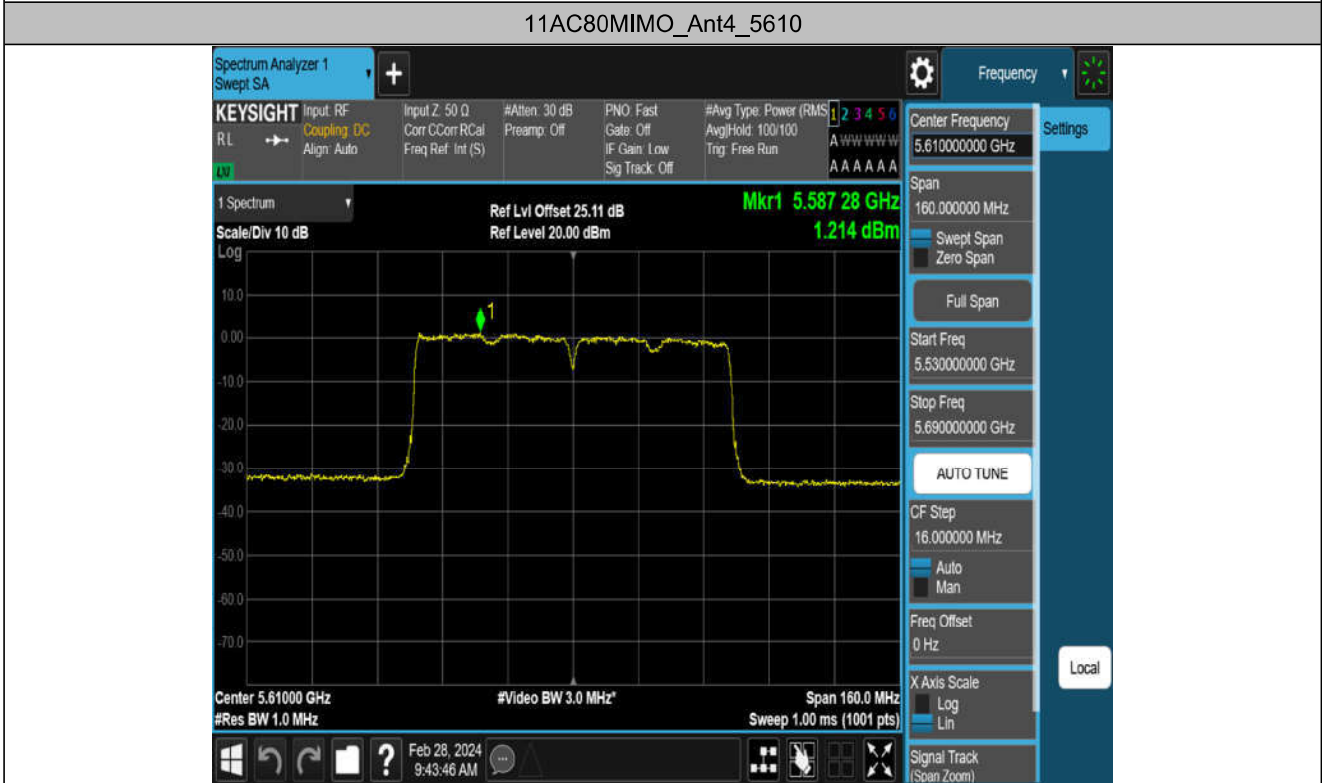 11AC80MIMO_Ant4_5610
Spectrum Analyzer 1
Swept SA
+
Frequency
KEYSIGHT
RL
LXI
Input: RF
Coupling: DC
Align: Auto
Input Z: 50 Ω
Corr CCorr RCal
Freq Ref: Int (S)
#Atten: 30 dB
Preamp: Off
PNO: Fast
Gate: Off
IF Gain: Low
Sig Track: Off
#Avg Type: Power (RMS
Avg|Hold: 100/100
Trig: Free Run
1 2 3 4 5 6
A W W W W W
A A A A A A
1 Spectrum
Scale/Div 10 dB
Ref Lvl Offset 25.11 dB
Ref Level 20.00 dBm
Mkr1 5.587 28 GHz
1.214 dBm
Log
10.0
0.00
-10.0
-20.0
-30.0
-40.0
-50.0
-60.0
-70.0
1
Center 5.61000 GHz
#Res BW 1.0 MHz
#Video BW 3.0 MHz*
Span 160.0 MHz
Sweep 1.00 ms (1001 pts)
?
Feb 28, 2024
9:43:46 AM
Center Frequency
5.610000000 GHz
Settings
Span
160.000000 MHz
Swept Span
Zero Span
Full Span
Start Freq
5.530000000 GHz
Stop Freq
5.690000000 GHz
AUTO TUNE
CF Step
16.000000 MHz
Auto
Man
Freq Offset
0 Hz
X Axis Scale
Log
Lin
Local
Signal Track
(Span Zoom)